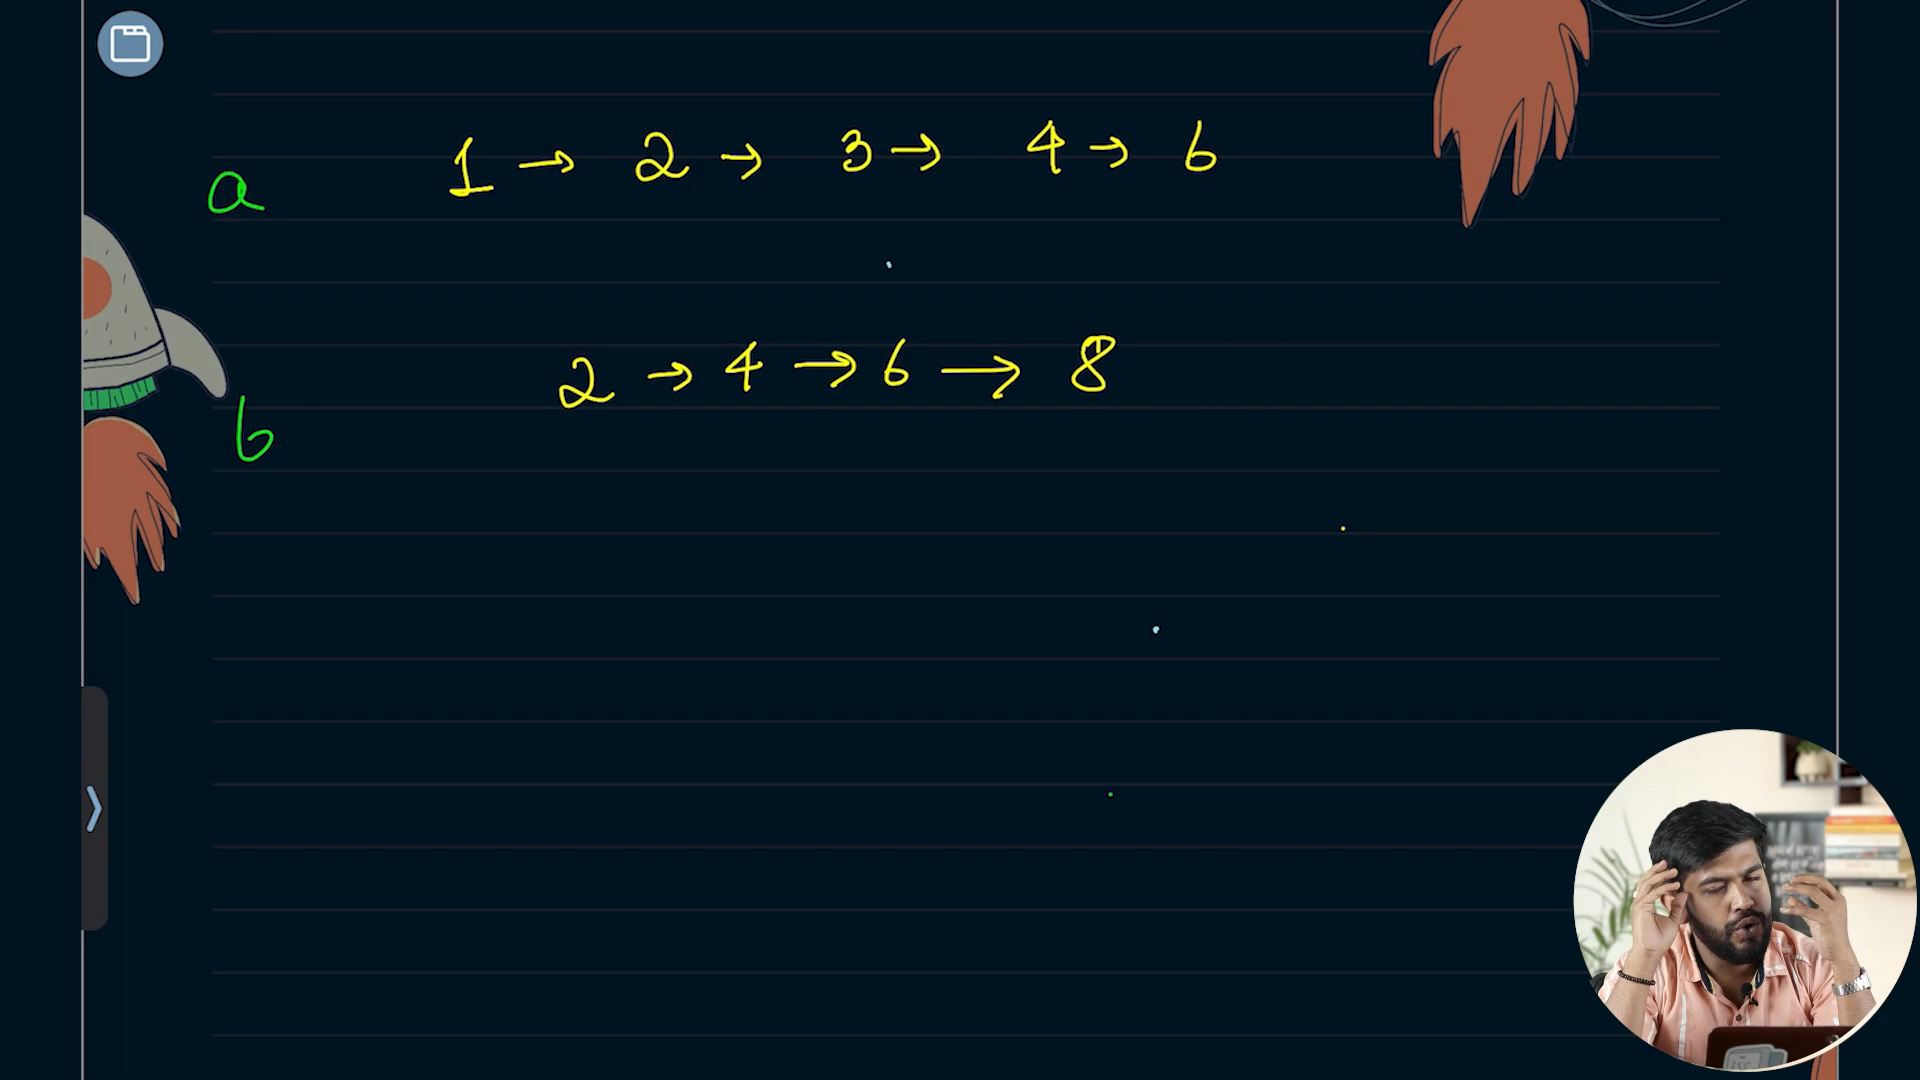 a 1 → 2 → 3 → 4 → 6
b 2 → 4 → 6 → 8